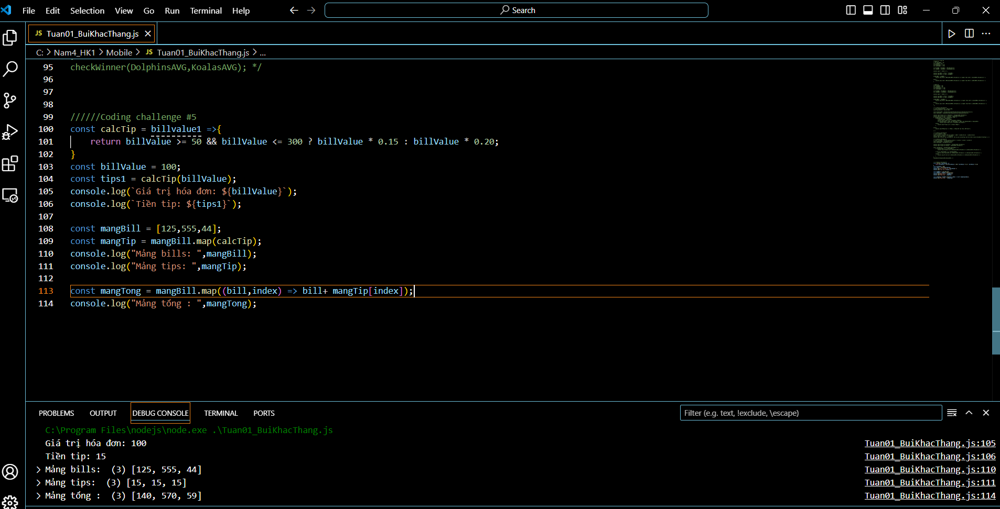 File Edit Selection View Go Run Terminal Help Search
JS Tuan01_BuiKhacThang.js
C: > Nam4_HK1 > Mobile > JS Tuan01_BuiKhacThang.js > ...
95 checkWinner(DolphinsAVG,KoalasAVG); */
96
97
98
99 //////Coding challenge #5
100 const calcTip = billvalue1 =>{
101 return billValue >= 50 && billValue <= 300 ? billValue * 0.15 : billValue * 0.20;
102 }
103 const billValue = 100;
104 const tips1 = calcTip(billValue);
105 console.log(`Giá trị hóa đơn: ${billValue}`);
106 console.log(`Tiền tip: ${tips1}`);
107
108 const mangBill = [125,555,44];
109 const mangTip = mangBill.map(calcTip);
110 console.log("Mảng bills: ",mangBill);
111 console.log("Mảng tips: ",mangTip);
112
113 const mangTong = mangBill.map((bill,index) => bill+ mangTip[index]);
114 console.log("Mảng tổng : ",mangTong);
PROBLEMS OUTPUT DEBUG CONSOLE TERMINAL PORTS Filter (e.g. text, !exclude, \escape)
C:\Program Files\nodejs\node.exe .\Tuan01_BuiKhacThang.js
Giá trị hóa đơn: 100 Tuan01_BuiKhacThang.js:105
Tiền tip: 15 Tuan01_BuiKhacThang.js:106
> Mảng bills: (3) [125, 555, 44] Tuan01_BuiKhacThang.js:110
> Mảng tips: (3) [15, 15, 15] Tuan01_BuiKhacThang.js:111
> Mảng tổng : (3) [140, 570, 59] Tuan01_BuiKhacThang.js:114